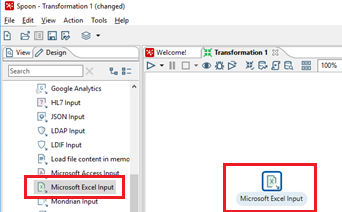 Spoon - Transformation 1 (changed)
File Edit View Action Tools Help
View Design
Welcome! Transformation 1
Search
100%
Google Analytics
HL7 Input
JSON Input
LDAP Input
LDIF Input
Load file content in memo
Microsoft Access Input
Microsoft Excel Input
Mondrian Input
Microsoft Excel Input